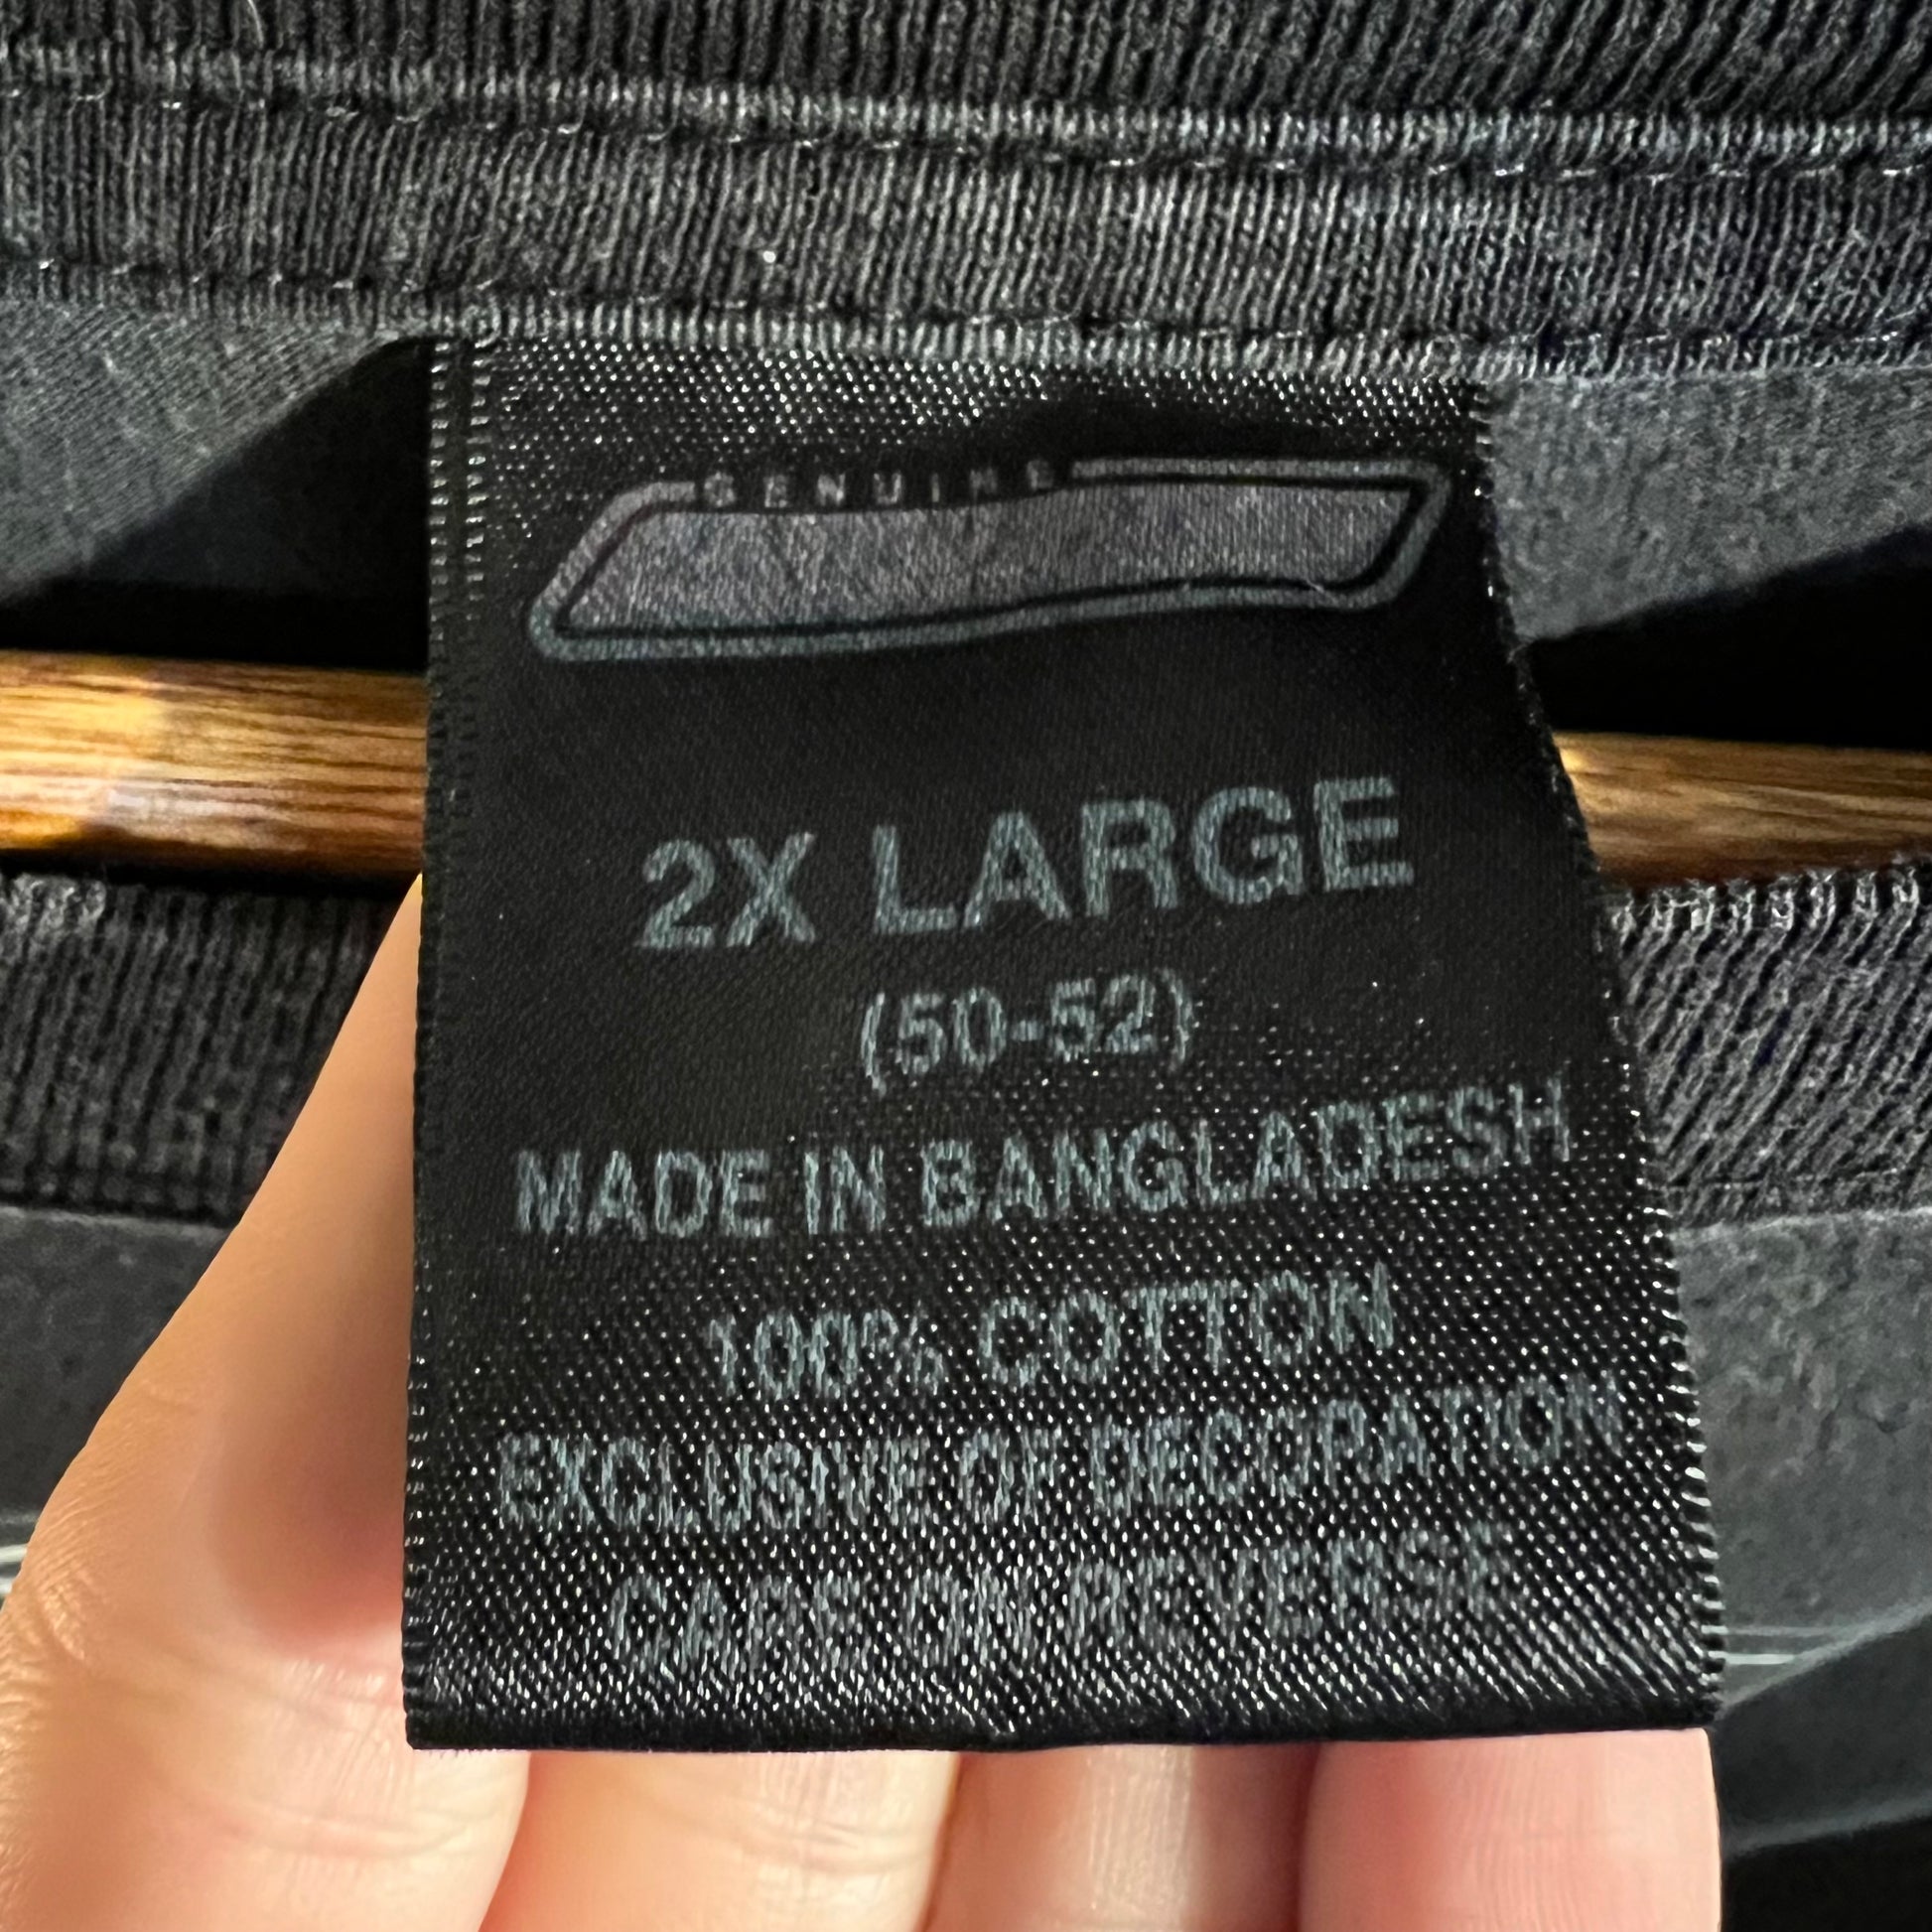 GENUINE
2X LARGE
(50-52)
MADE IN BANGLADESH
100% COTTON
EXCLUSIVE OF DECORATION
CARE ON REVERSE